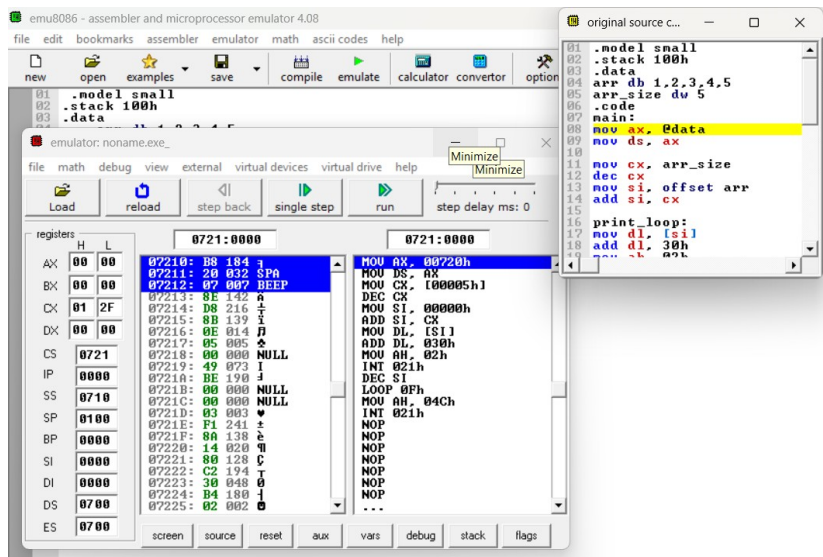 emu8086 - assembler and microprocessor emulator 4.08
file edit bookmarks assembler emulator math ascii codes help
new open examples save compile emulate calculator convertor option
01 .model small
02 .stack 100h
03 .data
emulator: noname.exe_
Minimize
Minimize
file math debug view external virtual devices virtual drive help
Load reload step back single step run step delay ms: 0
registers
H L
0721:0000 0721:0000
AX 00 00
BX 00 00
CX 01 2F
DX 00 00
CS 0721
IP 0000
SS 0710
SP 0100
BP 0000
SI 0000
DI 0000
DS 0700
ES 0700
07210: B8 184 ╕
07211: 20 032 SPA
07212: 07 007 BEEP
07213: 8E 142 Ä
07214: D8 216 ╪
07215: 8B 139 ï
07216: 0E 014 ♫
07217: 05 005 ♣
07218: 00 000 NULL
07219: 49 073 I
0721A: BE 190 ╛
0721B: 00 000 NULL
0721C: 00 000 NULL
0721D: 03 003 ♥
0721E: F1 241 ±
0721F: 8A 138 è
07220: 14 020 ¶
07221: 80 128 Ç
07222: C2 194 ┬
07223: 30 048 0
07224: B4 180 ┤
07225: 02 002 ☻
MOV AX, 00720h
MOV DS, AX
MOV CX, [00005h]
DEC CX
MOV SI, 00000h
ADD SI, CX
MOV DL, [SI]
ADD DL, 030h
MOV AH, 02h
INT 021h
DEC SI
LOOP 0Fh
MOV AH, 04Ch
INT 021h
NOP
NOP
NOP
NOP
NOP
NOP
NOP
...
screen source reset aux vars debug stack flags
original source c...
01 .model small
02 .stack 100h
03 .data
04 arr db 1,2,3,4,5
05 arr_size dw 5
06 .code
07 main:
08 mov ax, @data
09 mov ds, ax
10
11 mov cx, arr_size
12 dec cx
13 mov si, offset arr
14 add si, cx
15
16 print_loop:
17 mov dl, [si]
18 add dl, 30h